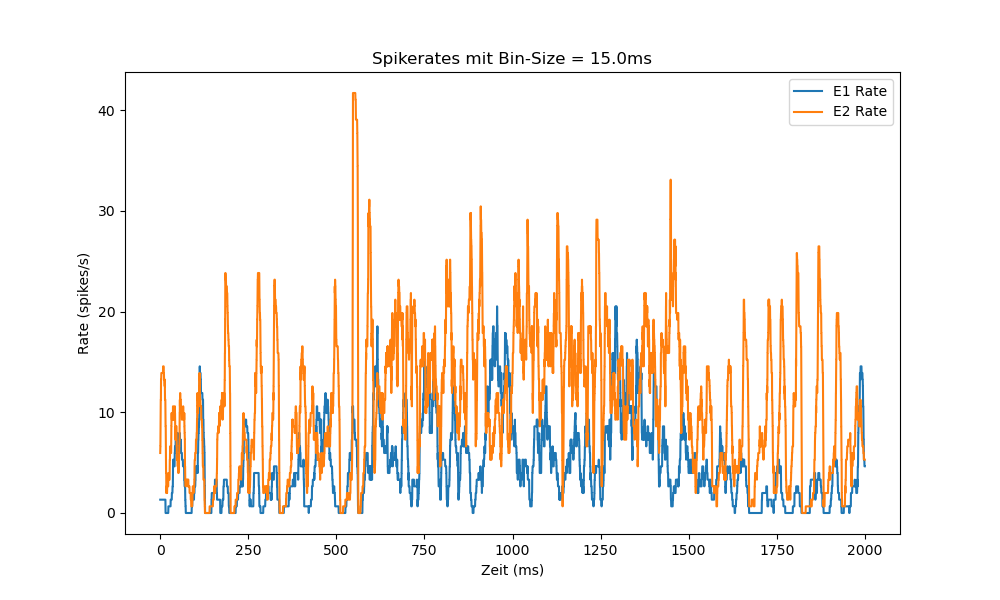 Spikerates mit Bin-Size = 15.0ms
E1 Rate
E2 Rate
40
30
20
10
0
Rate (spikes/s)
0 250 500 750 1000 1250 1500 1750 2000
Zeit (ms)